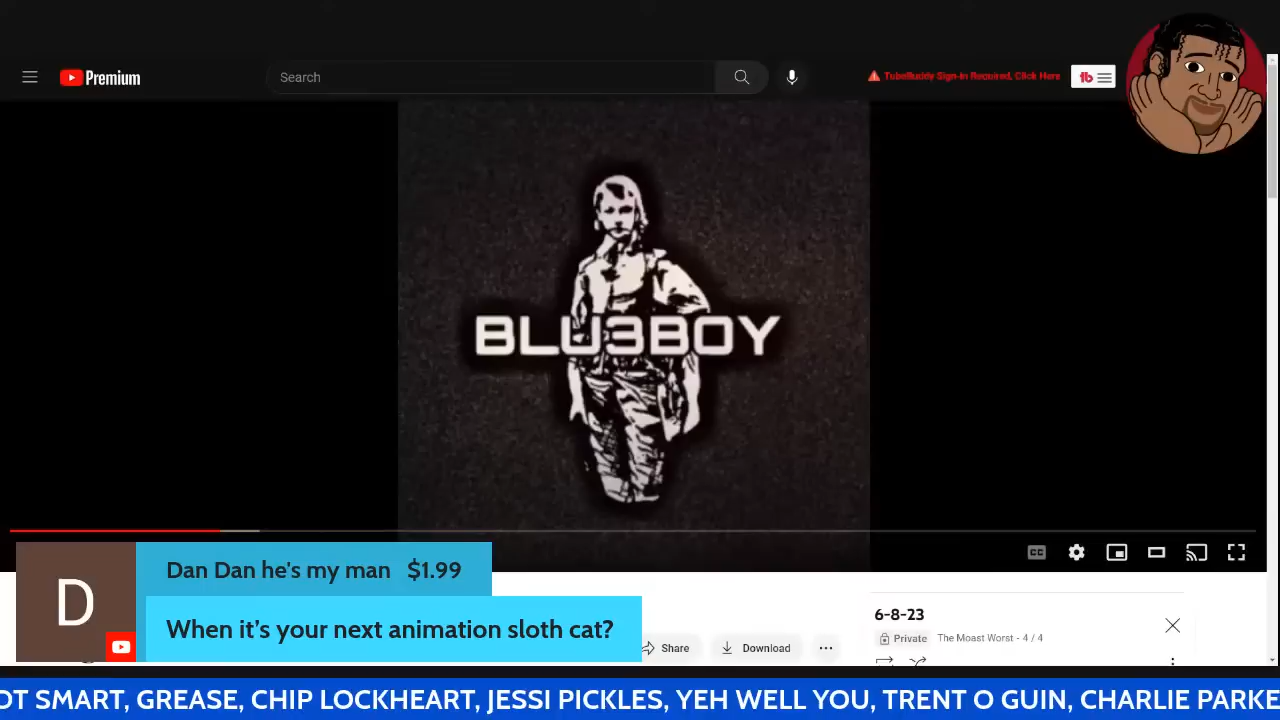 Premium
Search
TubeBuddy Sign-In Required, Click Here
tb
BLU3BOY
CC
D
Dan Dan he's my man $1.99
When it's your next animation sloth cat?
Share
Download
6-8-23
Private
The Moast Worst - 4 / 4
OT SMART, GREASE, CHIP LOCKHEART, JESSI PICKLES, YEH WELL YOU, TRENT O GUIN, CHARLIE PARKE